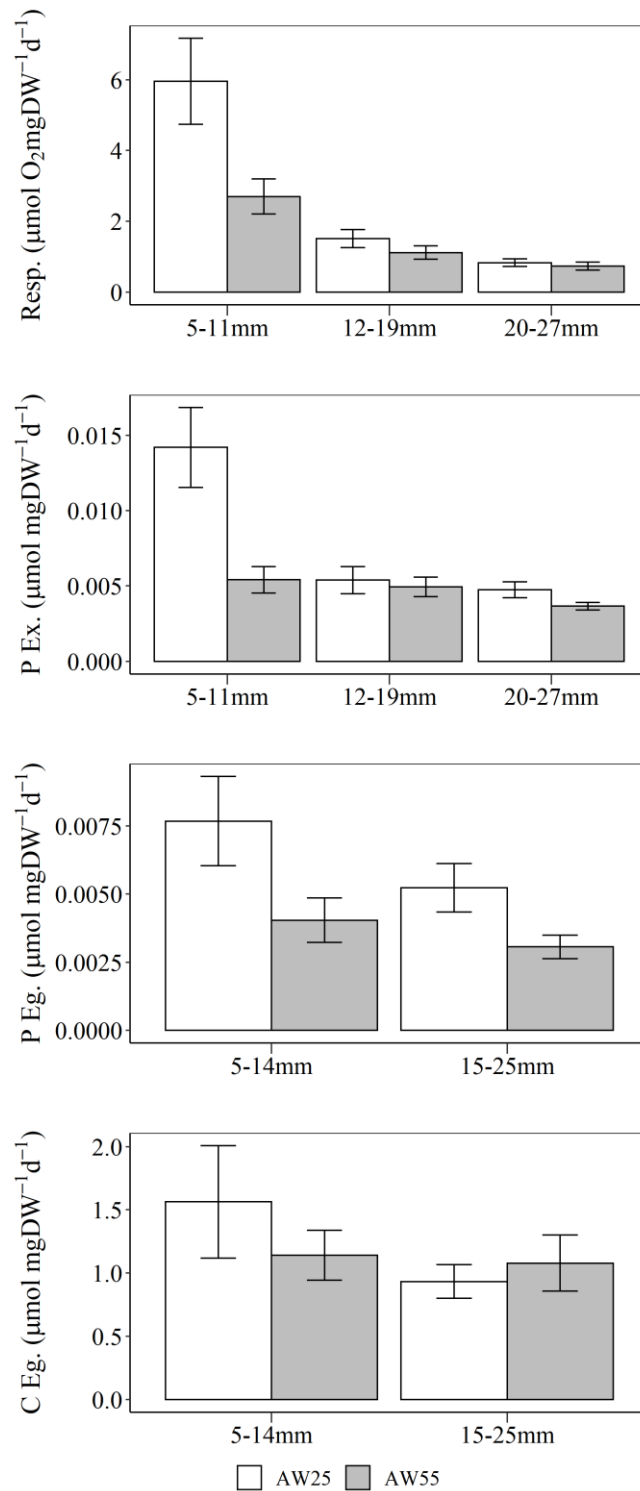 Resp. (μmol O₂mgDW⁻¹d⁻¹)
6
4
2
0
5-11mm 12-19mm 20-27mm
P Ex. (μmol mgDW⁻¹d⁻¹)
0.015
0.010
0.005
0.000
5-11mm 12-19mm 20-27mm
P Eg. (μmol mgDW⁻¹d⁻¹)
0.0075
0.0050
0.0025
0.0000
5-14mm 15-25mm
C Eg. (μmol mgDW⁻¹d⁻¹)
2.0
1.5
1.0
0.5
0.0
5-14mm 15-25mm
AW25 AW55